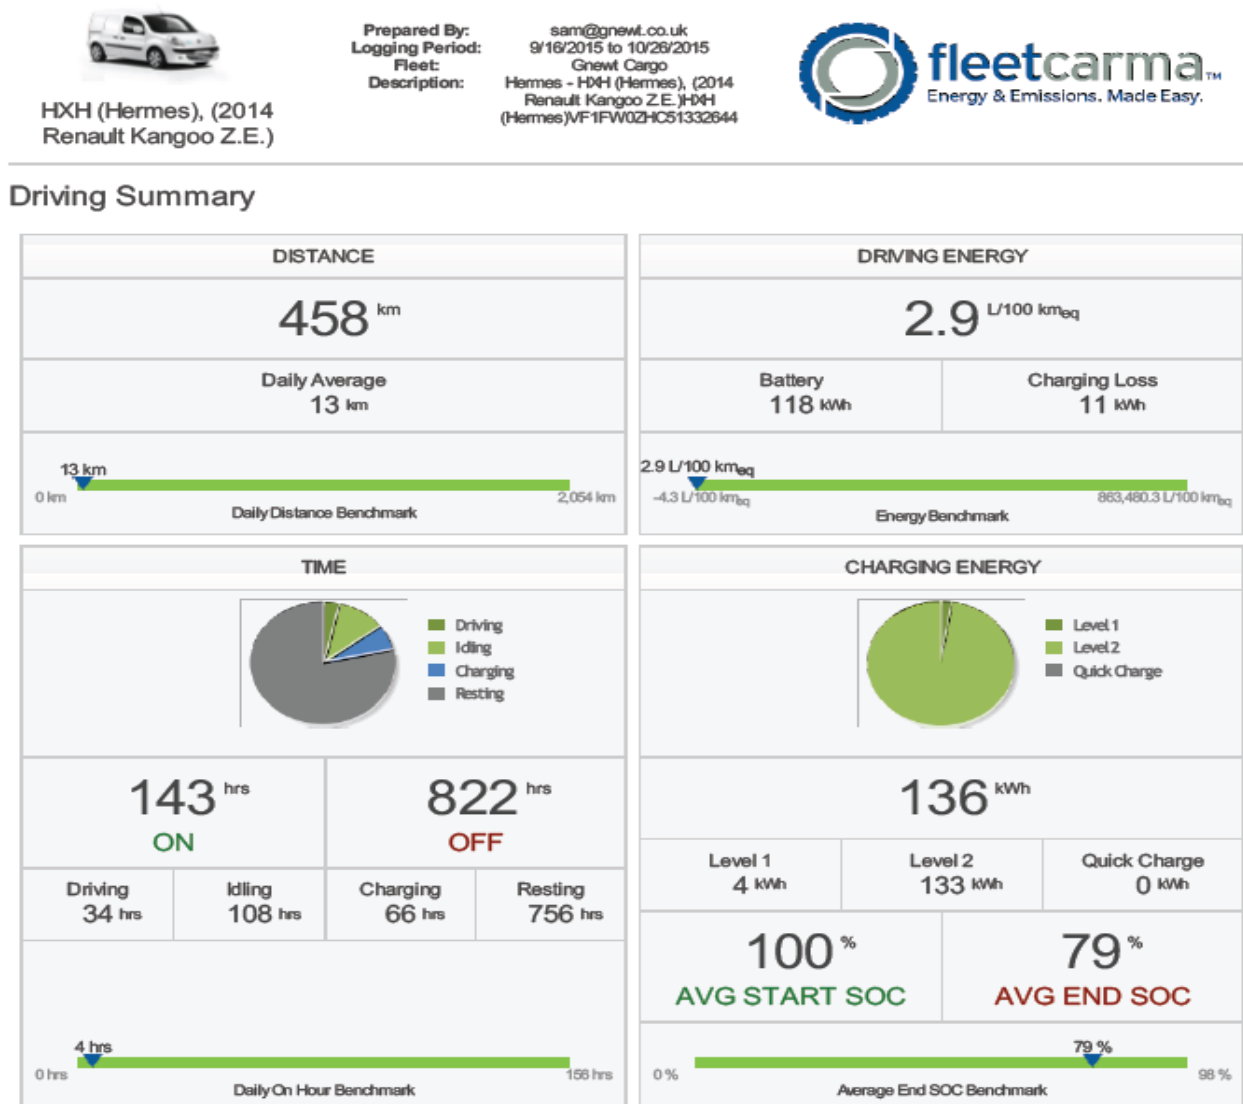 HXH (Hermes), (2014
Renault Kangoo Z.E.)
Prepared By: sam@gnewt.co.uk
Logging Period: 9/16/2015 to 10/26/2015
Fleet: Gnewt Cargo
Description: Hermes - HXH (Hermes), (2014
Renault Kangoo Z.E.)HXH
(Hermes)VF1FW0ZHC51332644
fleetcarma™
Energy & Emissions. Made Easy.
Driving Summary
DISTANCE
458 km
Daily Average
13 km
13 km
0 km 2,054 km
Daily Distance Benchmark
DRIVING ENERGY
2.9 L/100 kmeq
Battery Charging Loss
118 kWh 11 kWh
2.9 L/100 kmeq
-4.3 L/100 kmeq 863,480.3 L/100 kmeq
Energy Benchmark
TIME
Driving
Idling
Charging
Resting
143 hrs 822 hrs
ON OFF
Driving Idling Charging Resting
34 hrs 108 hrs 66 hrs 756 hrs
4 hrs
0 hrs 156 hrs
Daily On Hour Benchmark
CHARGING ENERGY
Level 1
Level 2
Quick Charge
136 kWh
Level 1 Level 2 Quick Charge
4 kWh 133 kWh 0 kWh
100 % 79 %
AVG START SOC AVG END SOC
79 %
0 % 98 %
Average End SOC Benchmark